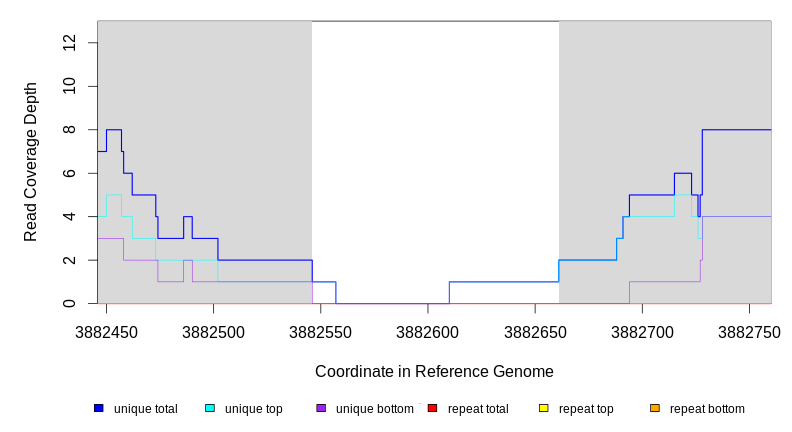 Read Coverage Depth
12
10
8
6
4
2
0
3882450 3882500 3882550 3882600 3882650 3882700 3882750
Coordinate in Reference Genome
unique total unique top unique bottom repeat total repeat top repeat bottom